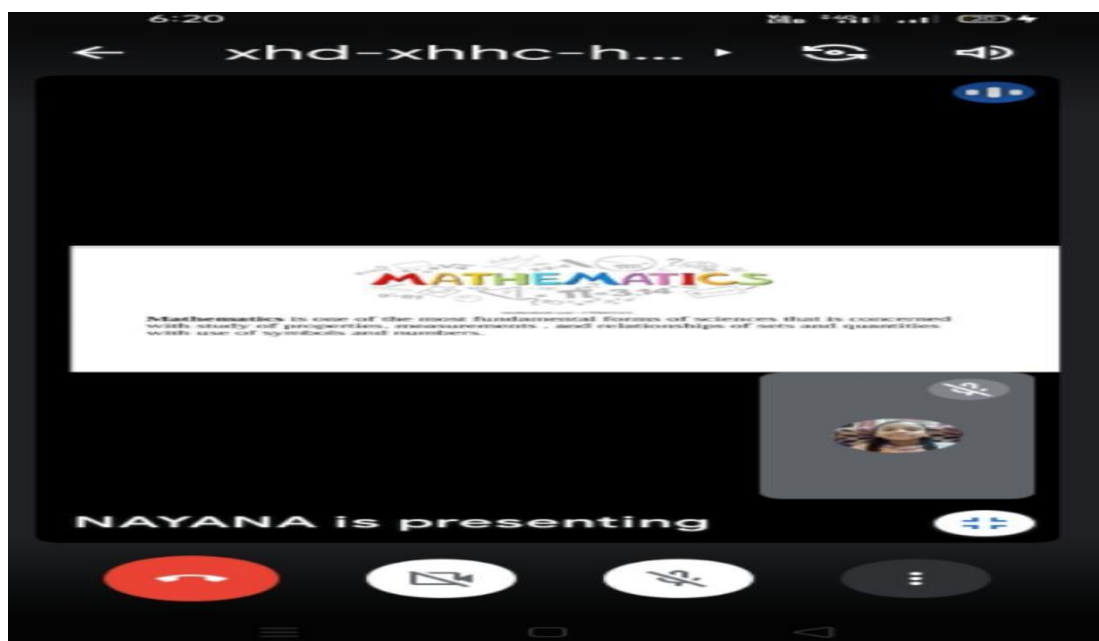 6:20
xhd-xhhc-h...
MATHEMATICS
π=3.14
Mathematics is one of the most fundamental forms of sciences that is concerned
with study of properties, measurements , and relationships of sets and quantities
with use of symbols and numbers.
NAYANA is presenting